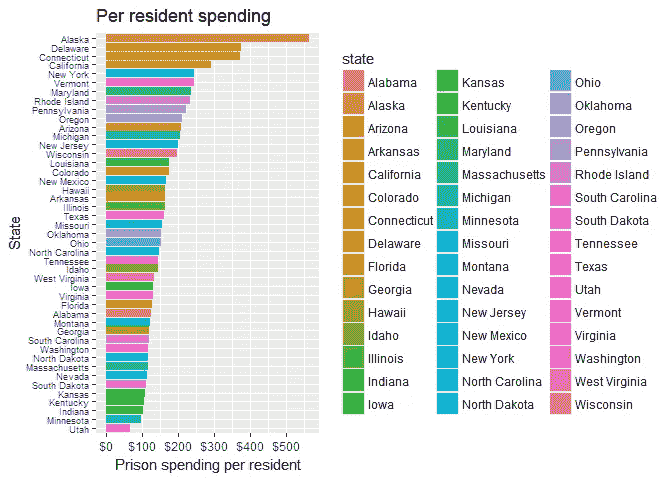 Per resident spending
State
Alaska
Delaware
Connecticut
California
New York
Vermont
Maryland
Rhode Island
Pennsylvania
Oregon
Arizona
Michigan
New Jersey
Wisconsin
Louisiana
Colorado
New Mexico
Hawaii
Arkansas
Illinois
Texas
Missouri
Oklahoma
Ohio
North Carolina
Tennessee
Idaho
West Virginia
Iowa
Virginia
Florida
Alabama
Montana
Georgia
South Carolina
Washington
North Dakota
Massachusetts
Nevada
South Dakota
Kansas
Kentucky
Indiana
Minnesota
Utah
$0 $100 $200 $300 $400 $500
Prison spending per resident
state
Alabama
Alaska
Arizona
Arkansas
California
Colorado
Connecticut
Delaware
Florida
Georgia
Hawaii
Idaho
Illinois
Indiana
Iowa
Kansas
Kentucky
Louisiana
Maryland
Massachusetts
Michigan
Minnesota
Missouri
Montana
Nevada
New Jersey
New Mexico
New York
North Carolina
North Dakota
Ohio
Oklahoma
Oregon
Pennsylvania
Rhode Island
South Carolina
South Dakota
Tennessee
Texas
Utah
Vermont
Virginia
Washington
West Virginia
Wisconsin